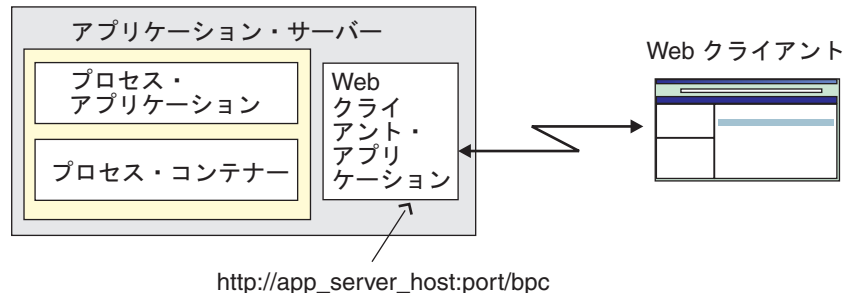 アプリケーション・サーバー
プロセス・
アプリケーション
プロセス・コンテナー
Web
クライ
アント・
アプリ
ケーション
Web クライアント
http://app_server_host:port/bpc